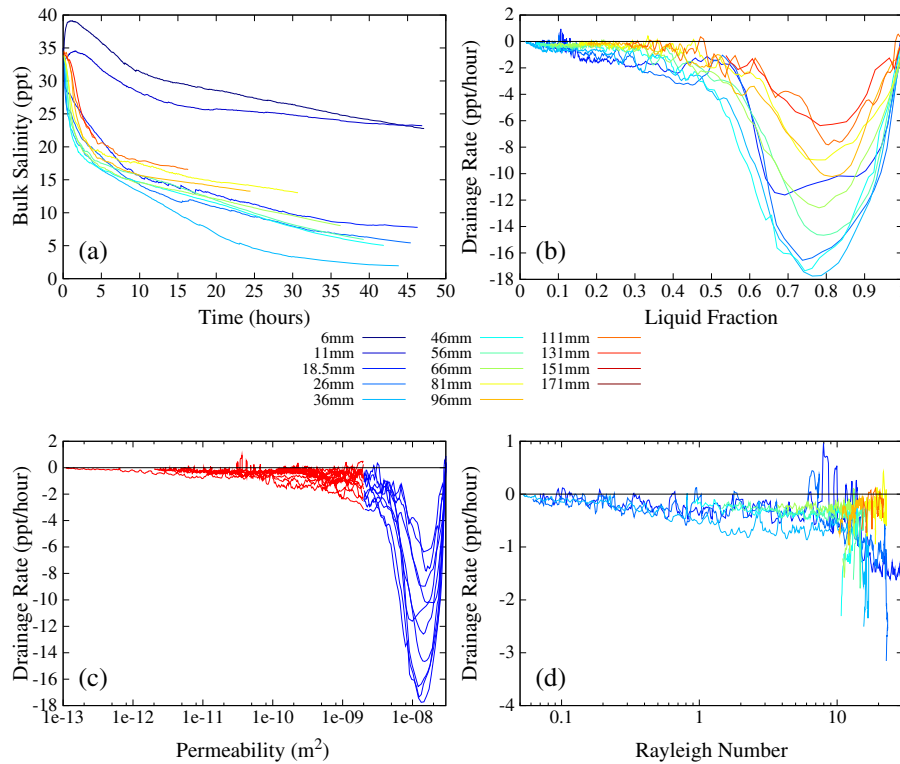 40
35
30
25
20
15
10
5
0
Bulk Salinity (ppt)
(a)
0 5 10 15 20 25 30 35 40 45 50
Time (hours)
2
0
-2
-4
-6
-8
-10
-12
-14
-16
-18
Drainage Rate (ppt/hour)
(b)
0 0.1 0.2 0.3 0.4 0.5 0.6 0.7 0.8 0.9
Liquid Fraction
6mm
11mm
18.5mm
26mm
36mm
46mm
56mm
66mm
81mm
96mm
111mm
131mm
151mm
171mm
2
0
-2
-4
-6
-8
-10
-12
-14
-16
-18
Drainage Rate (ppt/hour)
(c)
1e-13 1e-12 1e-11 1e-10 1e-09 1e-08
Permeability (m²)
1
0
-1
-2
-3
-4
Drainage Rate (ppt/hour)
(d)
0.1 1 10
Rayleigh Number